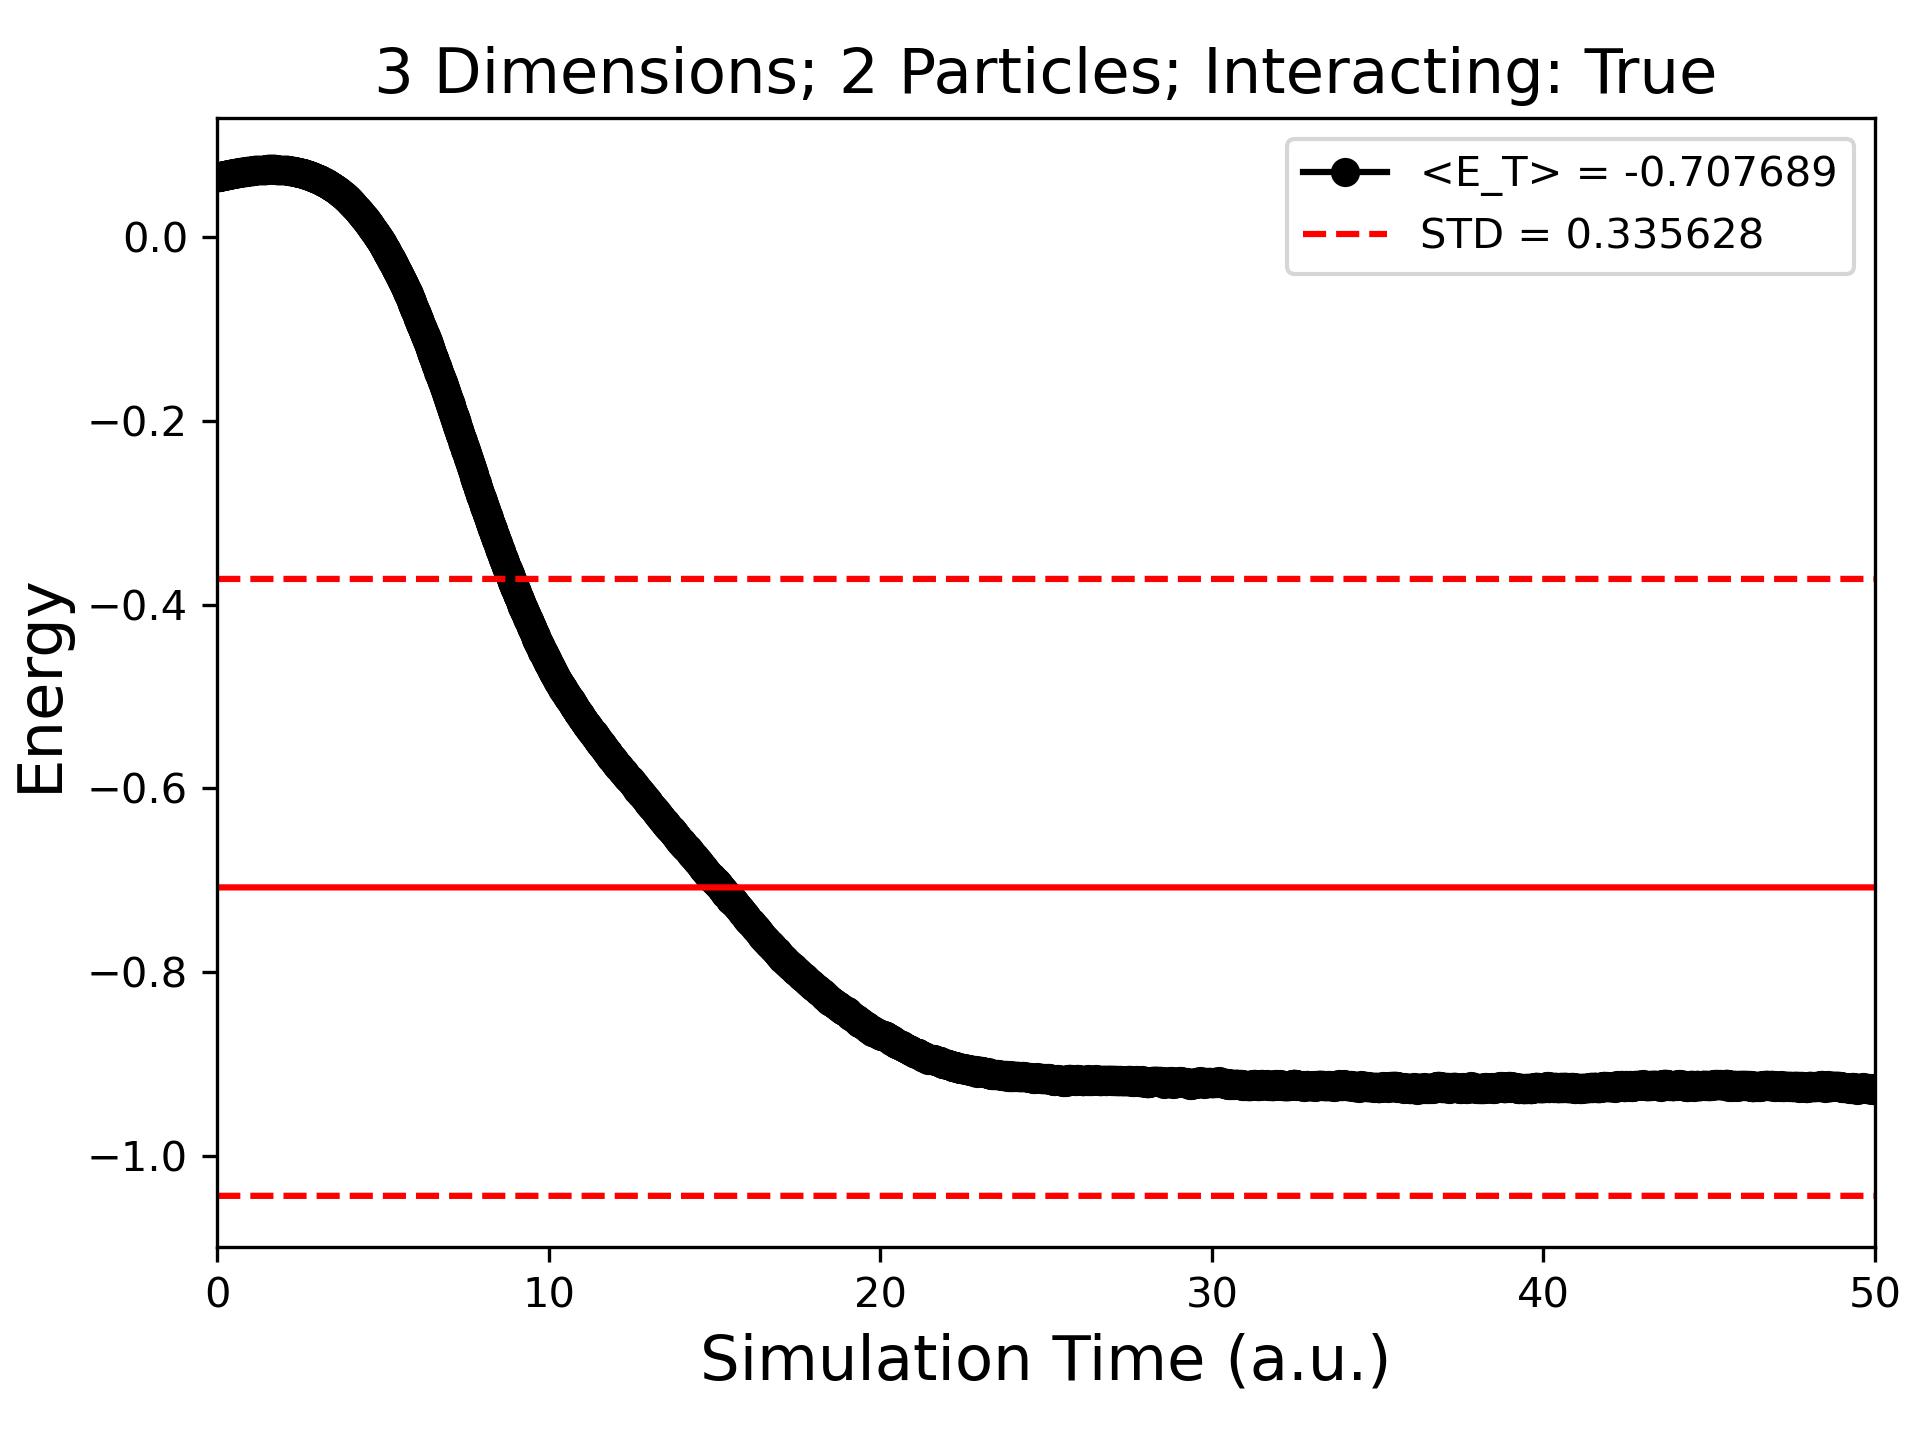 3 Dimensions; 2 Particles; Interacting: True
<E_T> = -0.707689
STD = 0.335628
Energy
0.0
−0.2
−0.4
−0.6
−0.8
−1.0
0 10 20 30 40 50
Simulation Time (a.u.)